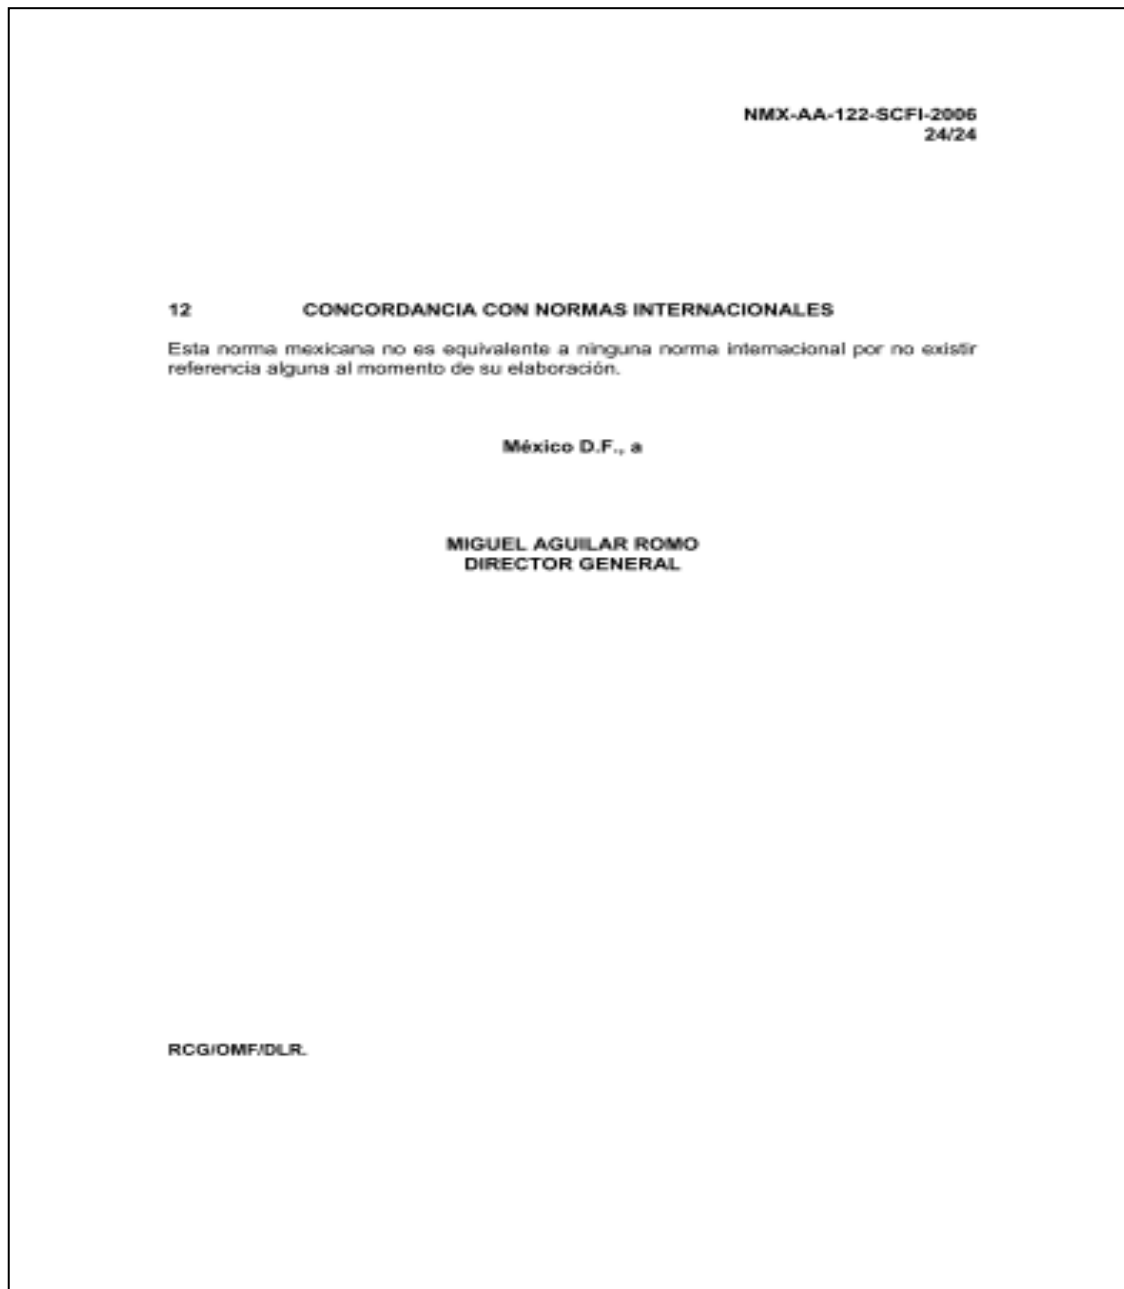 NMX-AA-122-SCFI-2006
24/24
12 CONCORDANCIA CON NORMAS INTERNACIONALES
Esta norma mexicana no es equivalente a ninguna norma internacional por no existir
referencia alguna al momento de su elaboración.
México D.F., a
MIGUEL AGUILAR ROMO
DIRECTOR GENERAL
RCG/OMF/DLR.